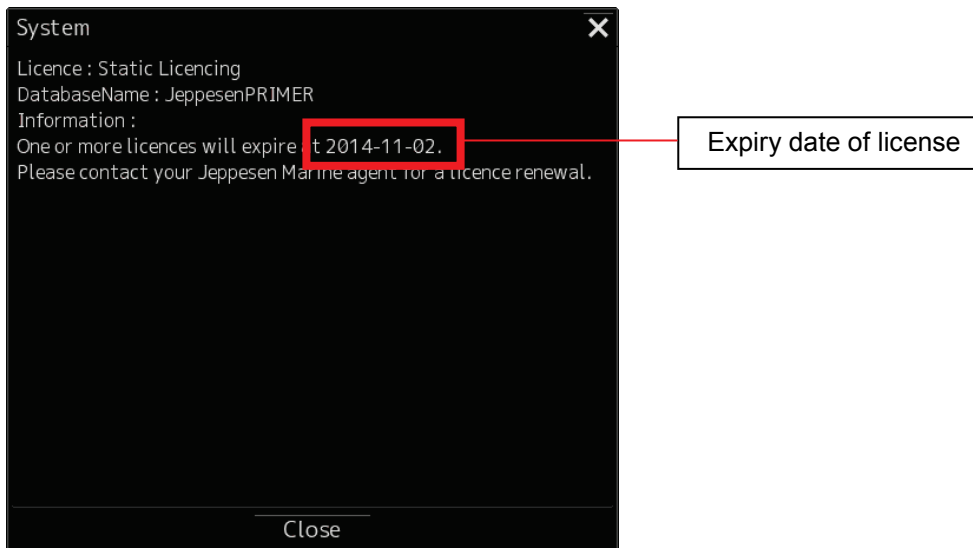 System
Licence : Static Licencing
DatabaseName : JeppesenPRIMER
Information :
One or more licences will expire at 2014-11-02.
Please contact your Jeppesen Marine agent for a licence renewal.
Close
Expiry date of license